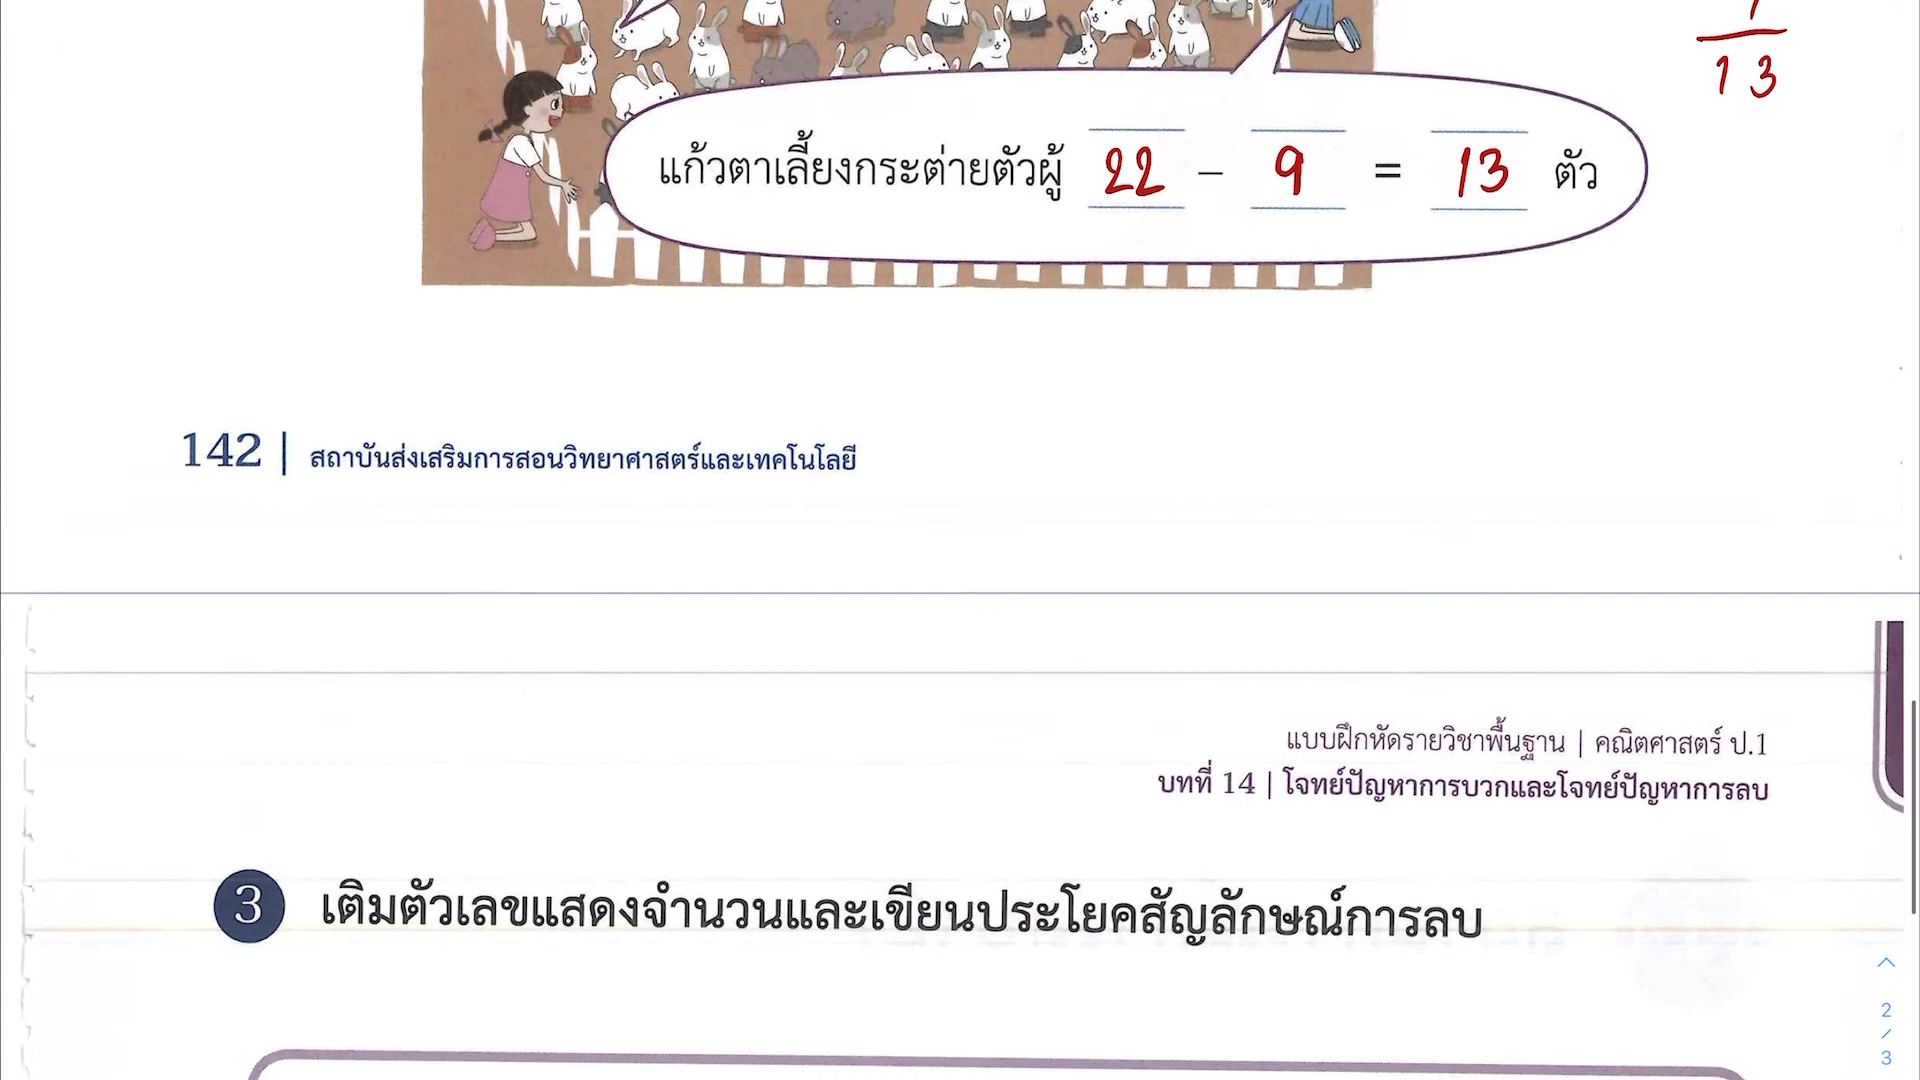 13
แก้วตาเลี้ยงกระต่ายตัวผู้ 22 – 9 = 13 ตัว
142 | สถาบันส่งเสริมการสอนวิทยาศาสตร์และเทคโนโลยี
แบบฝึกหัดรายวิชาพื้นฐาน | คณิตศาสตร์ ป.1
บทที่ 14 | โจทย์ปัญหาการบวกและโจทย์ปัญหาการลบ
3 เติมตัวเลขแสดงจำนวนและเขียนประโยคสัญลักษณ์การลบ
2
/
3